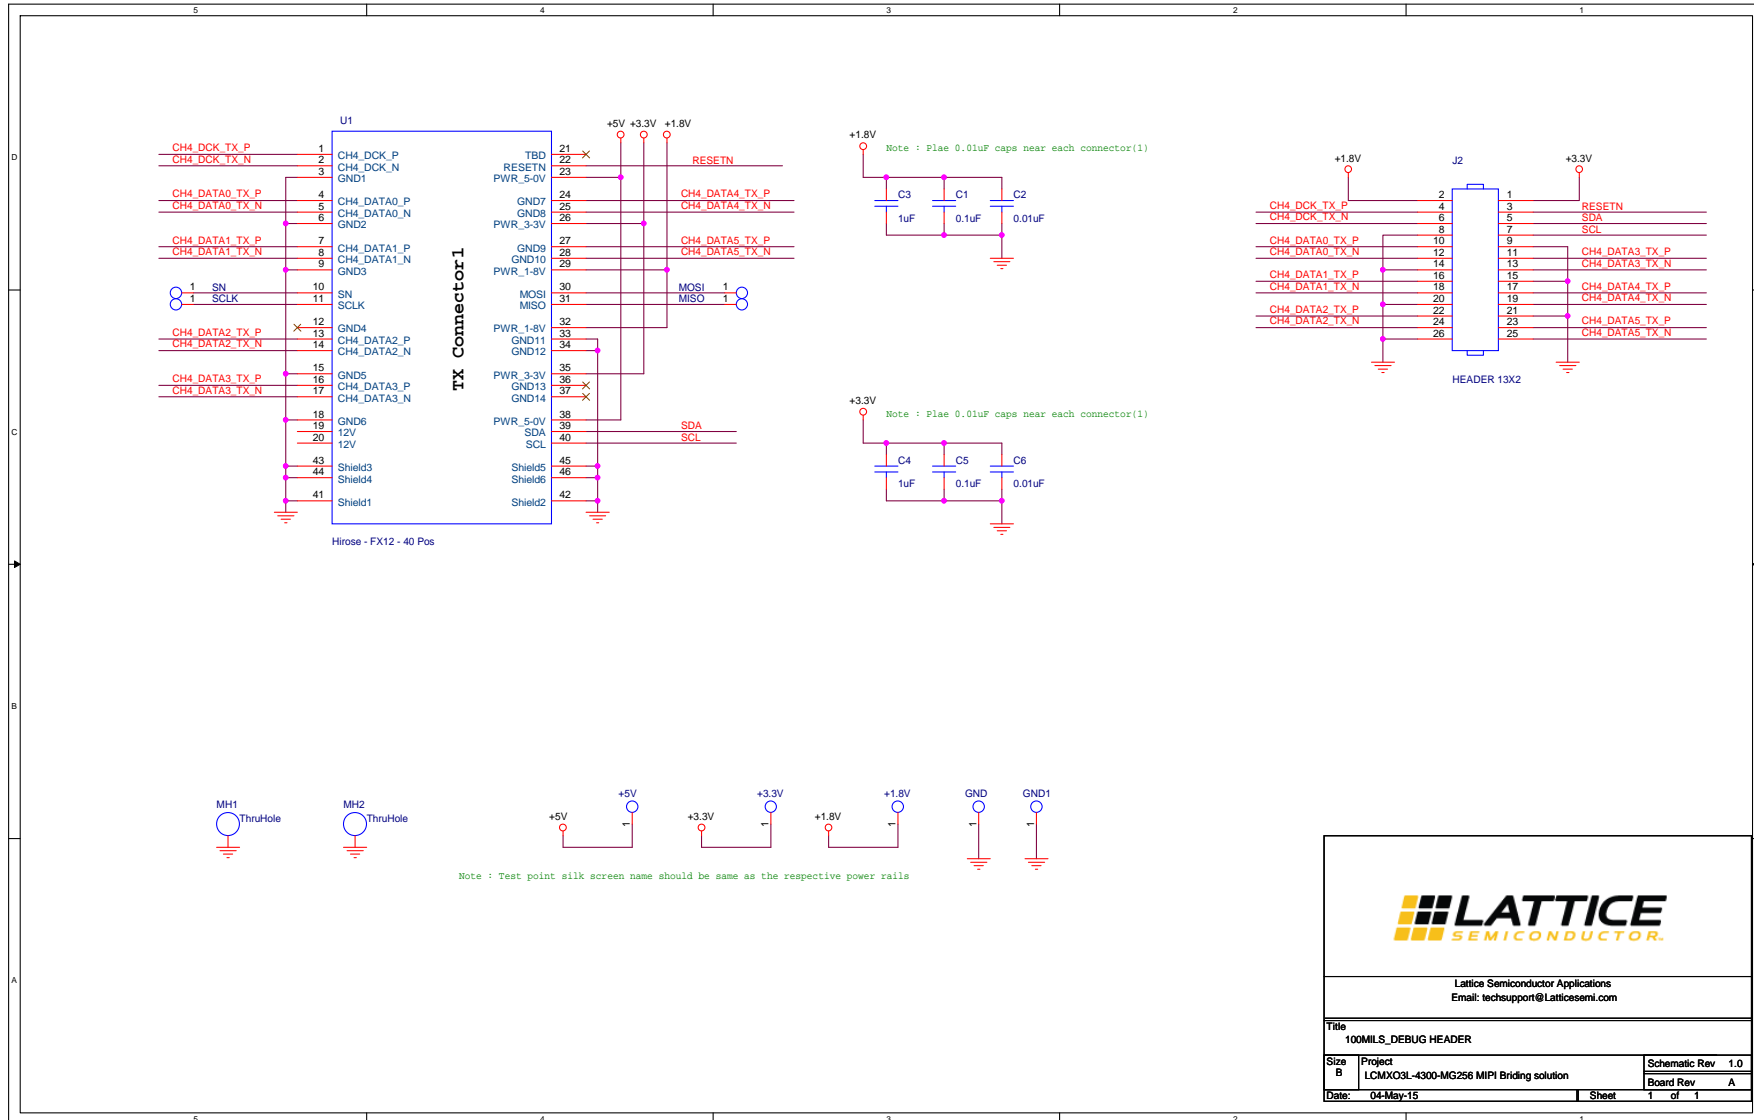 5 4 3 2 1
D
C
B
A
U1
CH4_DCK_TX_P 1 CH4_DCK_P
CH4_DCK_TX_N 2 CH4_DCK_N
3 GND1
CH4_DATA0_TX_P 4 CH4_DATA0_P
CH4_DATA0_TX_N 5 CH4_DATA0_N
6 GND2
CH4_DATA1_TX_P 7 CH4_DATA1_P
CH4_DATA1_TX_N 8 CH4_DATA1_N
9 GND3
1 SN 10 SN
1 SCLK 11 SCLK
12 GND4
CH4_DATA2_TX_P 13 CH4_DATA2_P
CH4_DATA2_TX_N 14 CH4_DATA2_N
15 GND5
CH4_DATA3_TX_P 16 CH4_DATA3_P
CH4_DATA3_TX_N 17 CH4_DATA3_N
18 GND6
19 12V
20 12V
43 Shield3
44 Shield4
41 Shield1
TX Connector1
+5V +3.3V +1.8V
TBD 21
RESETN 22 RESETN
PWR_5-0V 23
GND7 24 CH4_DATA4_TX_P
GND8 25 CH4_DATA4_TX_N
PWR_3-3V 26
GND9 27 CH4_DATA5_TX_P
GND10 28 CH4_DATA5_TX_N
PWR_1-8V 29
MOSI 30 MOSI 1
MISO 31 MISO 1
PWR_1-8V 32
GND11 33
GND12 34
PWR_3-3V 35
GND13 36
GND14 37
PWR_5-0V 38
SDA 39 SDA
SCL 40 SCL
Shield5 45
Shield6 46
Shield2 42
Hirose - FX12 - 40 Pos
+1.8V
Note : Plae 0.01uF caps near each connector(1)
C3 C1 C2
1uF 0.1uF 0.01uF
+3.3V
Note : Plae 0.01uF caps near each connector(1)
C4 C5 C6
1uF 0.1uF 0.01uF
+1.8V J2 +3.3V
2 1
CH4_DCK_TX_P 4 3 RESETN
CH4_DCK_TX_N 6 5 SDA
8 7 SCL
CH4_DATA0_TX_P 10 9
CH4_DATA0_TX_N 12 11 CH4_DATA3_TX_P
14 13 CH4_DATA3_TX_N
CH4_DATA1_TX_P 16 15
CH4_DATA1_TX_N 18 17 CH4_DATA4_TX_P
20 19 CH4_DATA4_TX_N
CH4_DATA2_TX_P 22 21
CH4_DATA2_TX_N 24 23 CH4_DATA5_TX_P
26 25 CH4_DATA5_TX_N
HEADER 13X2
MH1 MH2
ThruHole ThruHole
+5V +3.3V +1.8V GND GND1
+5V 1 +3.3V 1 +1.8V 1 1 1
Note : Test point silk screen name should be same as the respective power rails
LATTICE
SEMICONDUCTOR.
Lattice Semiconductor Applications
Email: techsupport@Latticesemi.com
Title
100MILS_DEBUG HEADER
Size Project Schematic Rev 1.0
B LCMXO3L-4300-MG256 MIPI Briding solution
Board Rev A
Date: 04-May-15 Sheet 1 of 1
5 4 3 2 1